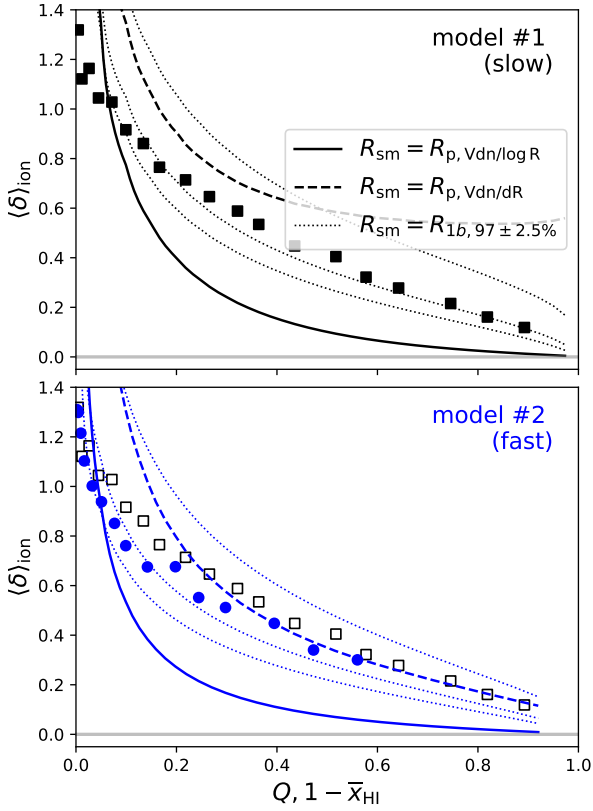 1.4
1.2
1.0
0.8
0.6
0.4
0.2
0.0
⟨δ⟩ion
model #1
(slow)
Rsm = Rp, Vdn/log R
Rsm = Rp, Vdn/dR
Rsm = R1b, 97 ± 2.5%
1.4
1.2
1.0
0.8
0.6
0.4
0.2
0.0
⟨δ⟩ion
model #2
(fast)
0.0 0.2 0.4 0.6 0.8 1.0
Q, 1 − x̅HI